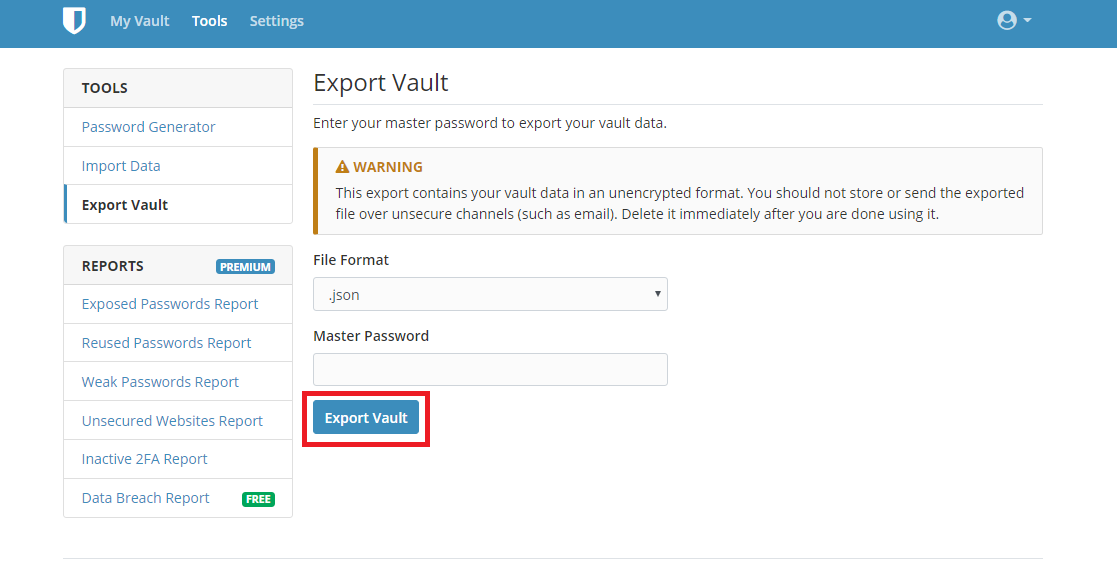 My Vault Tools Settings
TOOLS
Password Generator
Import Data
Export Vault
REPORTS PREMIUM
Exposed Passwords Report
Reused Passwords Report
Weak Passwords Report
Unsecured Websites Report
Inactive 2FA Report
Data Breach Report FREE
Export Vault
Enter your master password to export your vault data.
WARNING
This export contains your vault data in an unencrypted format. You should not store or send the exported
file over unsecure channels (such as email). Delete it immediately after you are done using it.
File Format
.json
Master Password
Export Vault